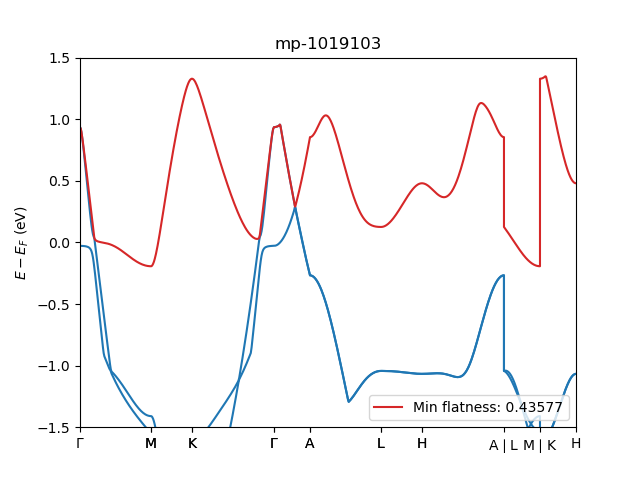 mp-1019103
E − E_F (eV)
1.5
1.0
0.5
0.0
−0.5
−1.0
−1.5
Min flatness: 0.43577
Γ M K Γ A L H A | L M | K H